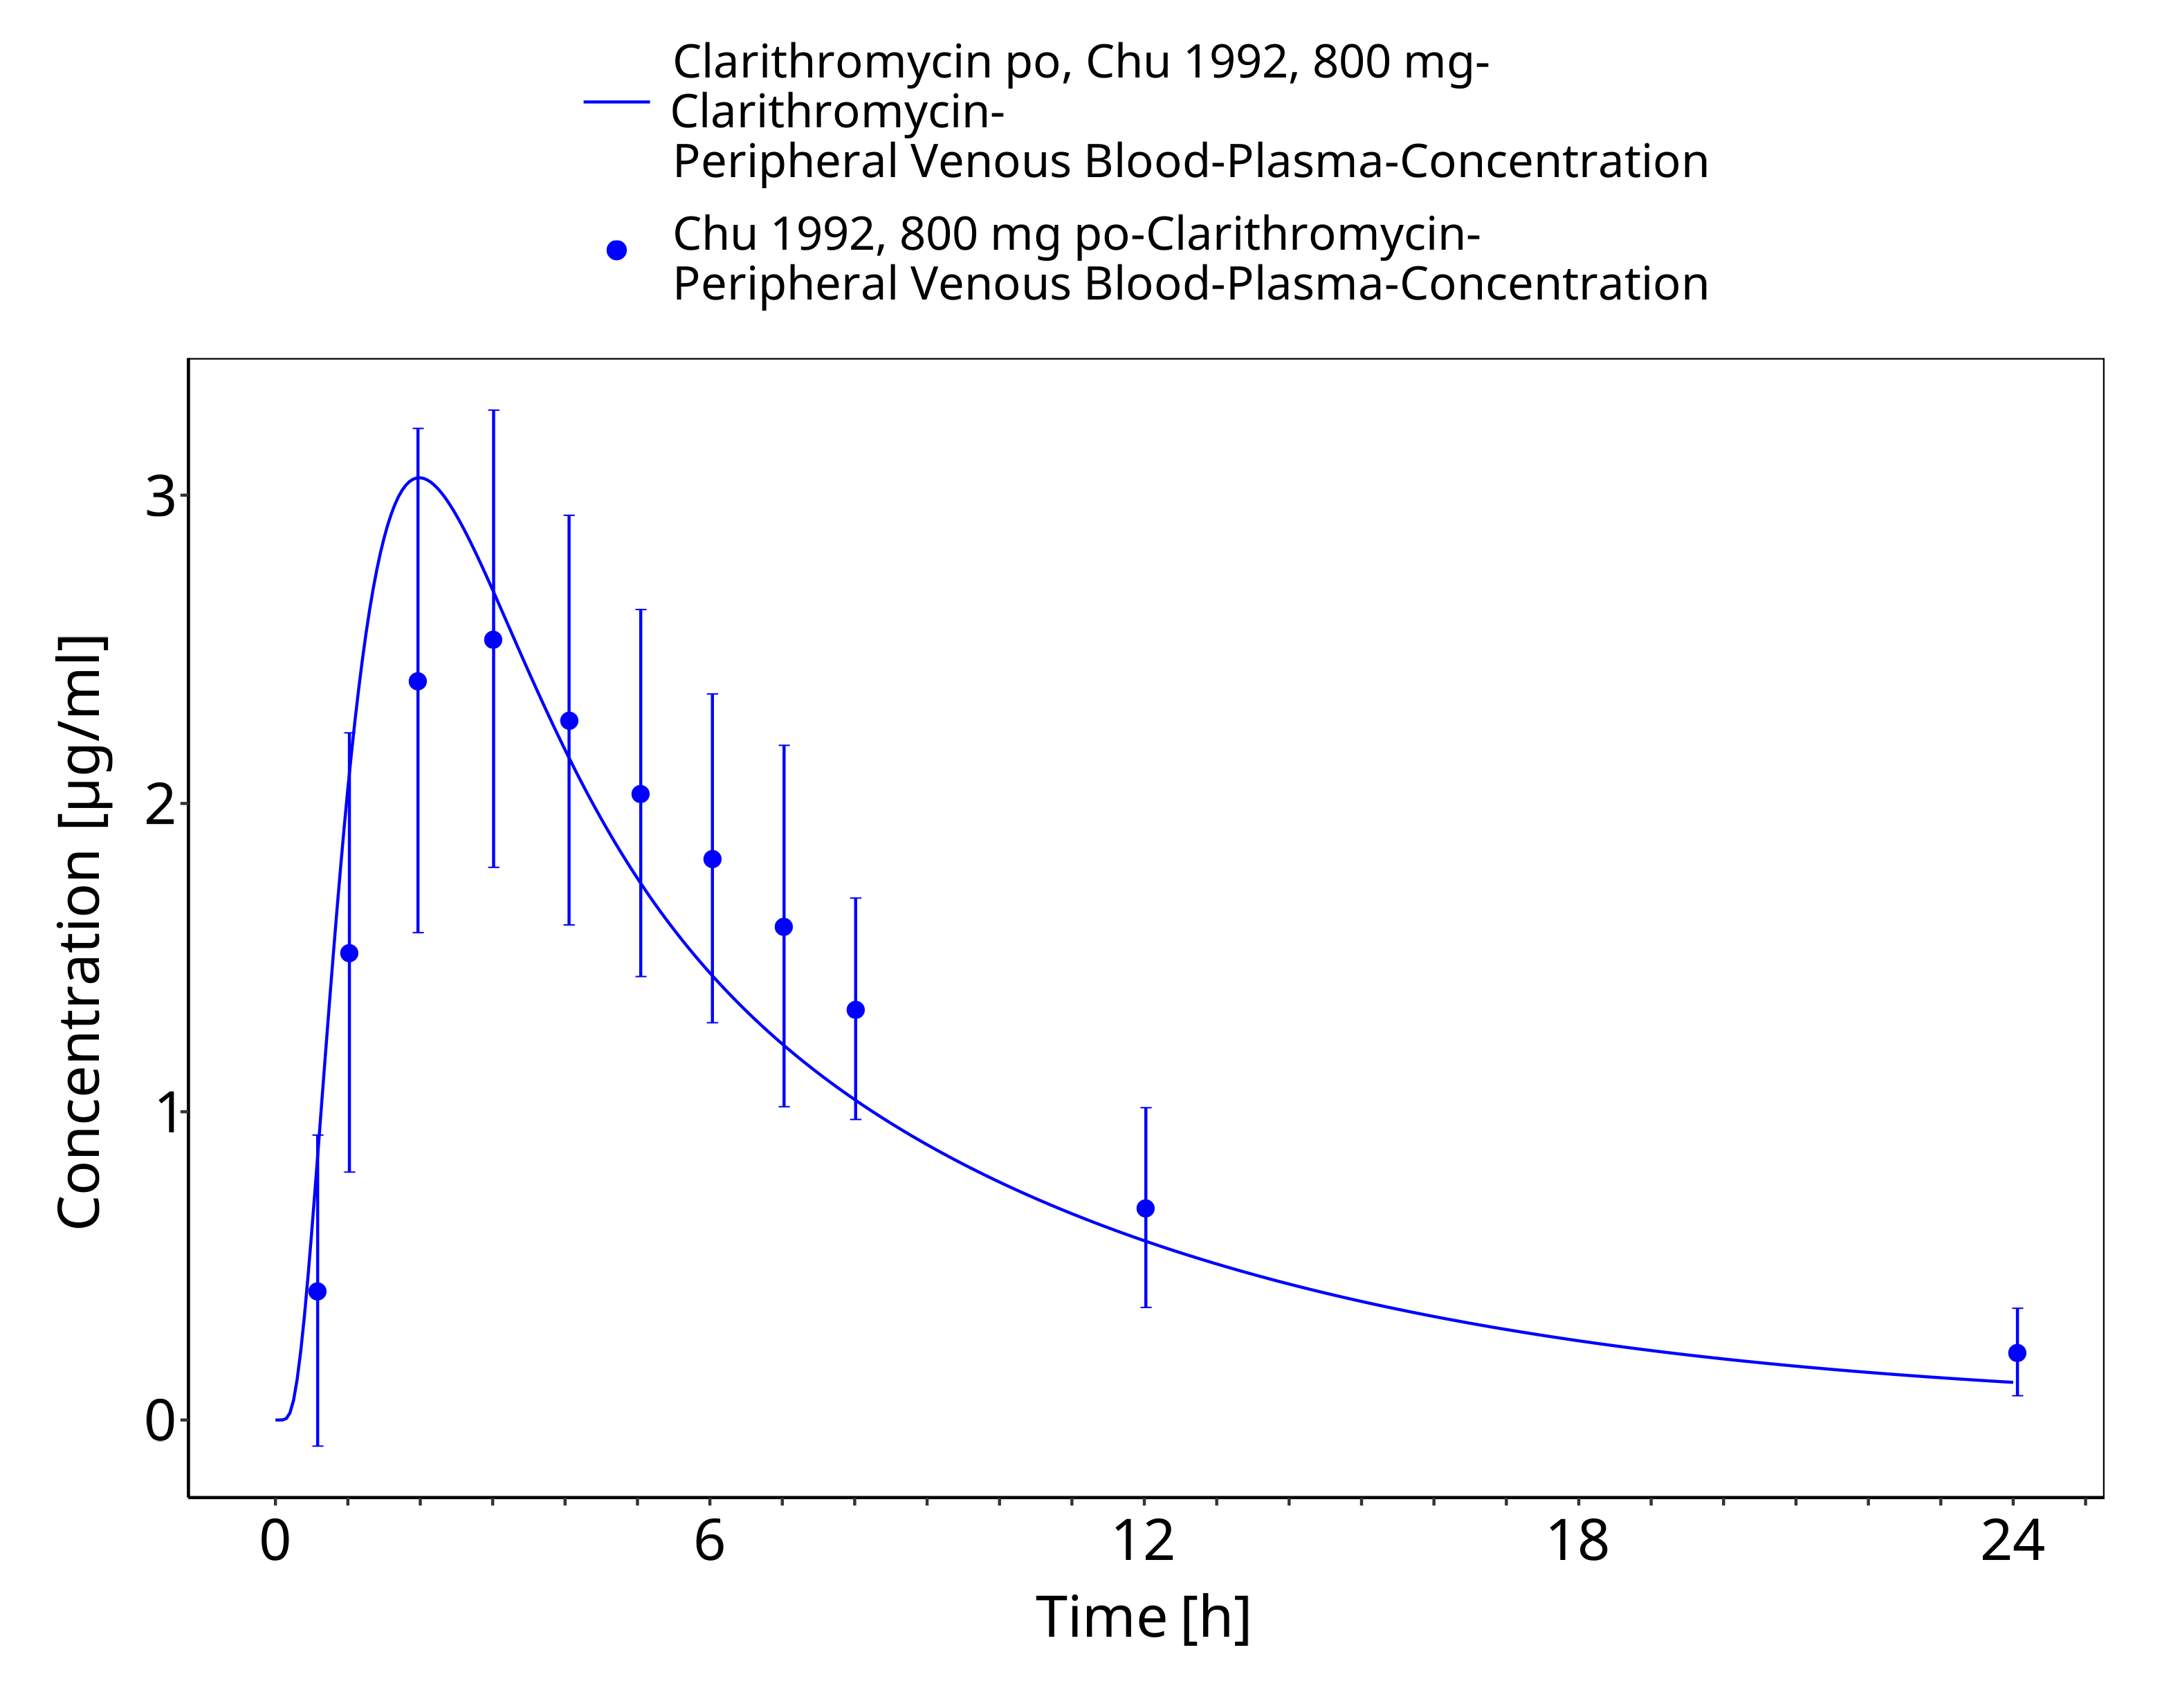 Clarithromycin po, Chu 1992, 800 mg-
Clarithromycin-
Peripheral Venous Blood-Plasma-Concentration
Chu 1992, 800 mg po-Clarithromycin-
Peripheral Venous Blood-Plasma-Concentration
Concentration [µg/ml]
3
2
1
0
0 6 12 18 24
Time [h]